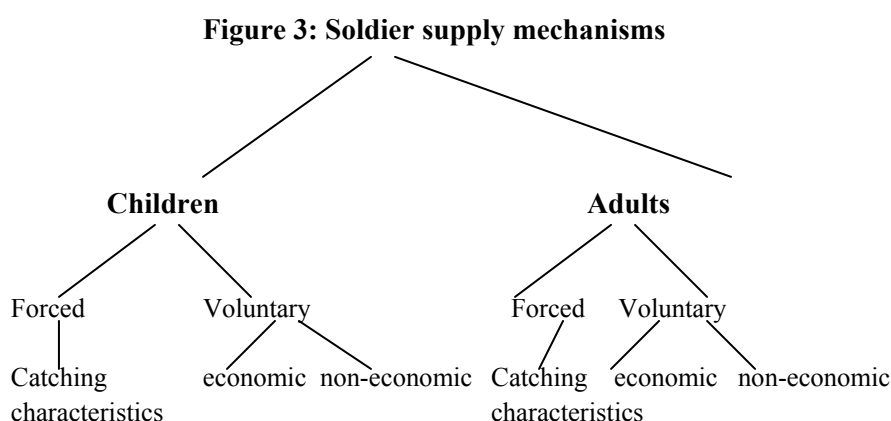 Figure 3: Soldier supply mechanisms
Children Adults
Forced Voluntary Forced Voluntary
Catching economic non-economic Catching economic non-economic
characteristics characteristics